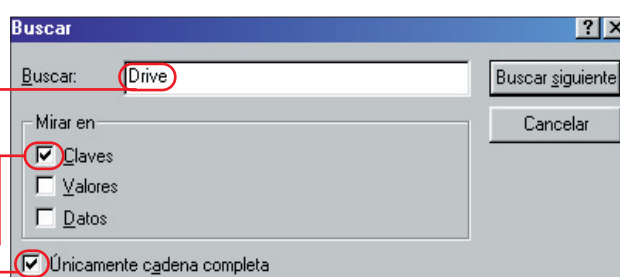 Buscar
Buscar: Drive
Buscar siguiente
Mirar en
Cancelar
Claves
Valores
Datos
Únicamente cadena completa